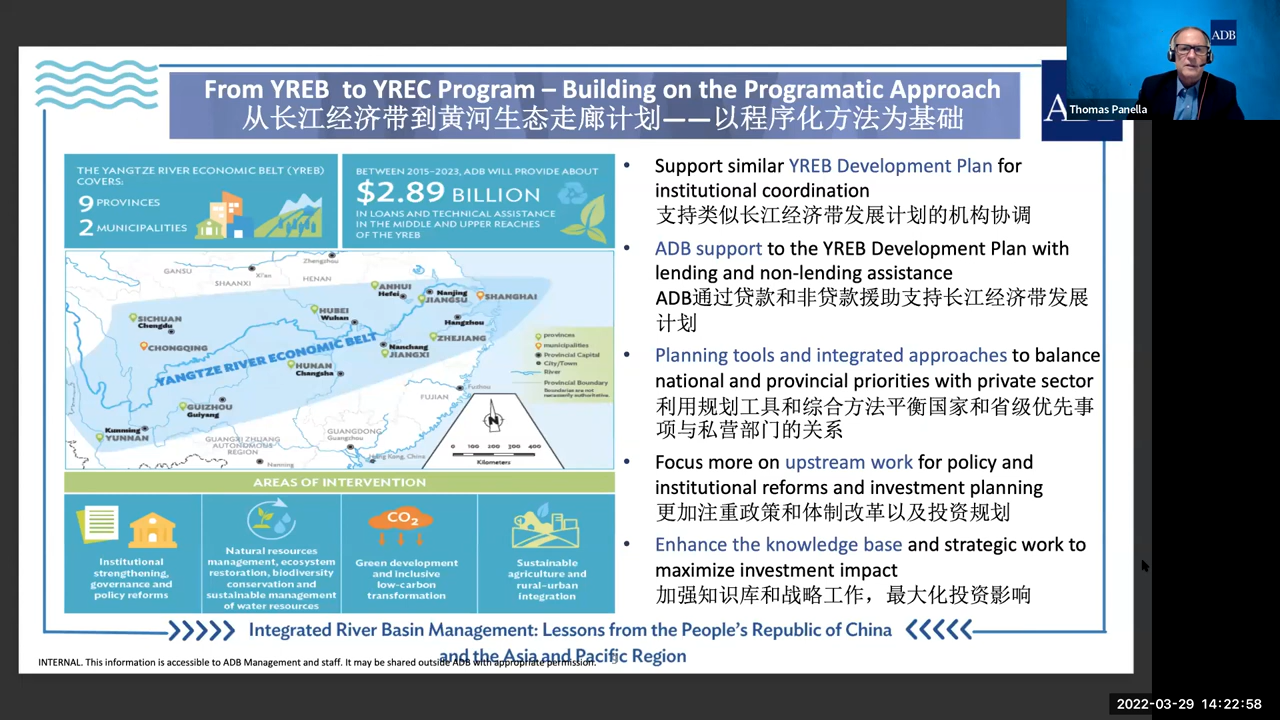 From YREB to YREC Program – Building on the Programatic Approach
从长江经济带到黄河生态走廊计划——以程序化方法为基础
ADB
Thomas Panella
THE YANGTZE RIVER ECONOMIC BELT (YREB)
COVERS:
9 PROVINCES
2 MUNICIPALITIES
BETWEEN 2015–2023, ADB WILL PROVIDE ABOUT
$2.89 BILLION
IN LOANS AND TECHNICAL ASSISTANCE
IN THE MIDDLE AND UPPER REACHES
OF THE YREB
GANSU
Xi'an
SHAANXI
Zhengzhou
HENAN
ANHUI
Hefei
Nanjing
JIANGSU
SHANGHAI
SICHUAN
Chengdu
HUBEI
Wuhan
Hangzhou
CHONGQING
YANGTZE RIVER ECONOMIC BELT
ZHEJIANG
Nanchang
JIANGXI
HUNAN
Changsha
GUIZHOU
Guiyang
Fuzhou
FUJIAN
Kunming
YUNNAN
GUANGXI ZHUANG
AUTONOMOUS
REGION
GUANGDONG
Guangzhou
Hong Kong, China
Nanning
provinces
municipalities
Provincial Capital
City/Town
River
Provincial Boundary
Boundaries are not
necessarily authoritative.
N
0 100 200 300 400
Kilometers
AREAS OF INTERVENTION
Institutional
strengthening,
governance and
policy reforms
Natural resources
management, ecosystem
restoration, biodiversity
conservation and
sustainable management
of water resources
CO2
Green development
and inclusive
low-carbon
transformation
Sustainable
agriculture and
rural–urban
integration
• Support similar YREB Development Plan for
institutional coordination
支持类似长江经济带发展计划的机构协调
• ADB support to the YREB Development Plan with
lending and non-lending assistance
ADB通过贷款和非贷款援助支持长江经济带发展
计划
• Planning tools and integrated approaches to balance
national and provincial priorities with private sector
利用规划工具和综合方法平衡国家和省级优先事
项与私营部门的关系
• Focus more on upstream work for policy and
institutional reforms and investment planning
更加注重政策和体制改革以及投资规划
• Enhance the knowledge base and strategic work to
maximize investment impact
加强知识库和战略工作，最大化投资影响
Integrated River Basin Management: Lessons from the People's Republic of China
and the Asia and Pacific Region
INTERNAL. This information is accessible to ADB Management and staff. It may be shared outside ADB with appropriate permission.
2022-03-29 14:22:58